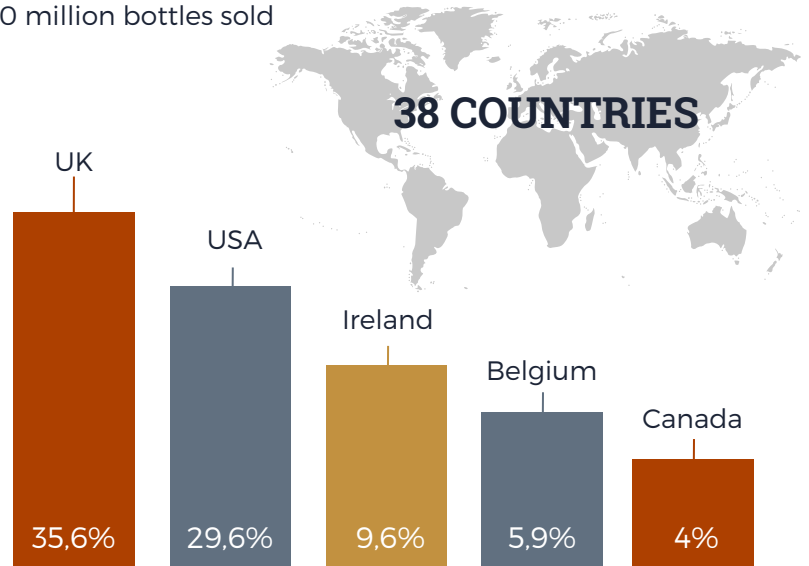 0 million bottles sold
38 COUNTRIES
UK
USA
Ireland
Belgium
Canada
35,6%
29,6%
9,6%
5,9%
4%